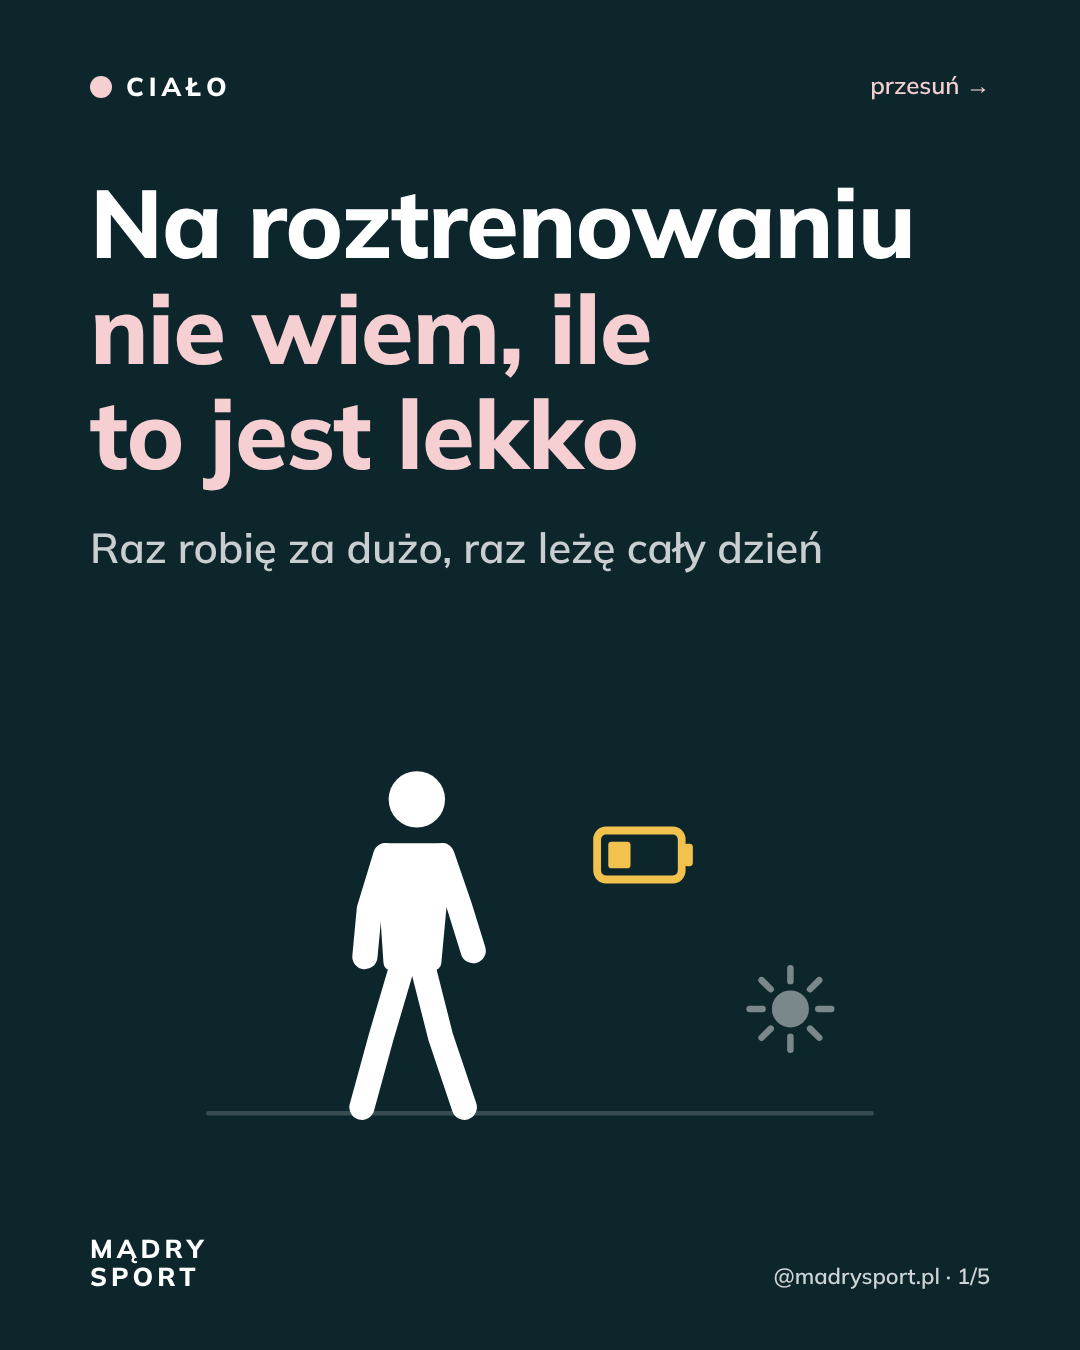 CIAŁO
przesuń →
Na roztrenowaniu
nie wiem, ile
to jest lekko
Raz robię za dużo, raz leżę cały dzień
MĄDRY
SPORT
@madrysport.pl · 1/5